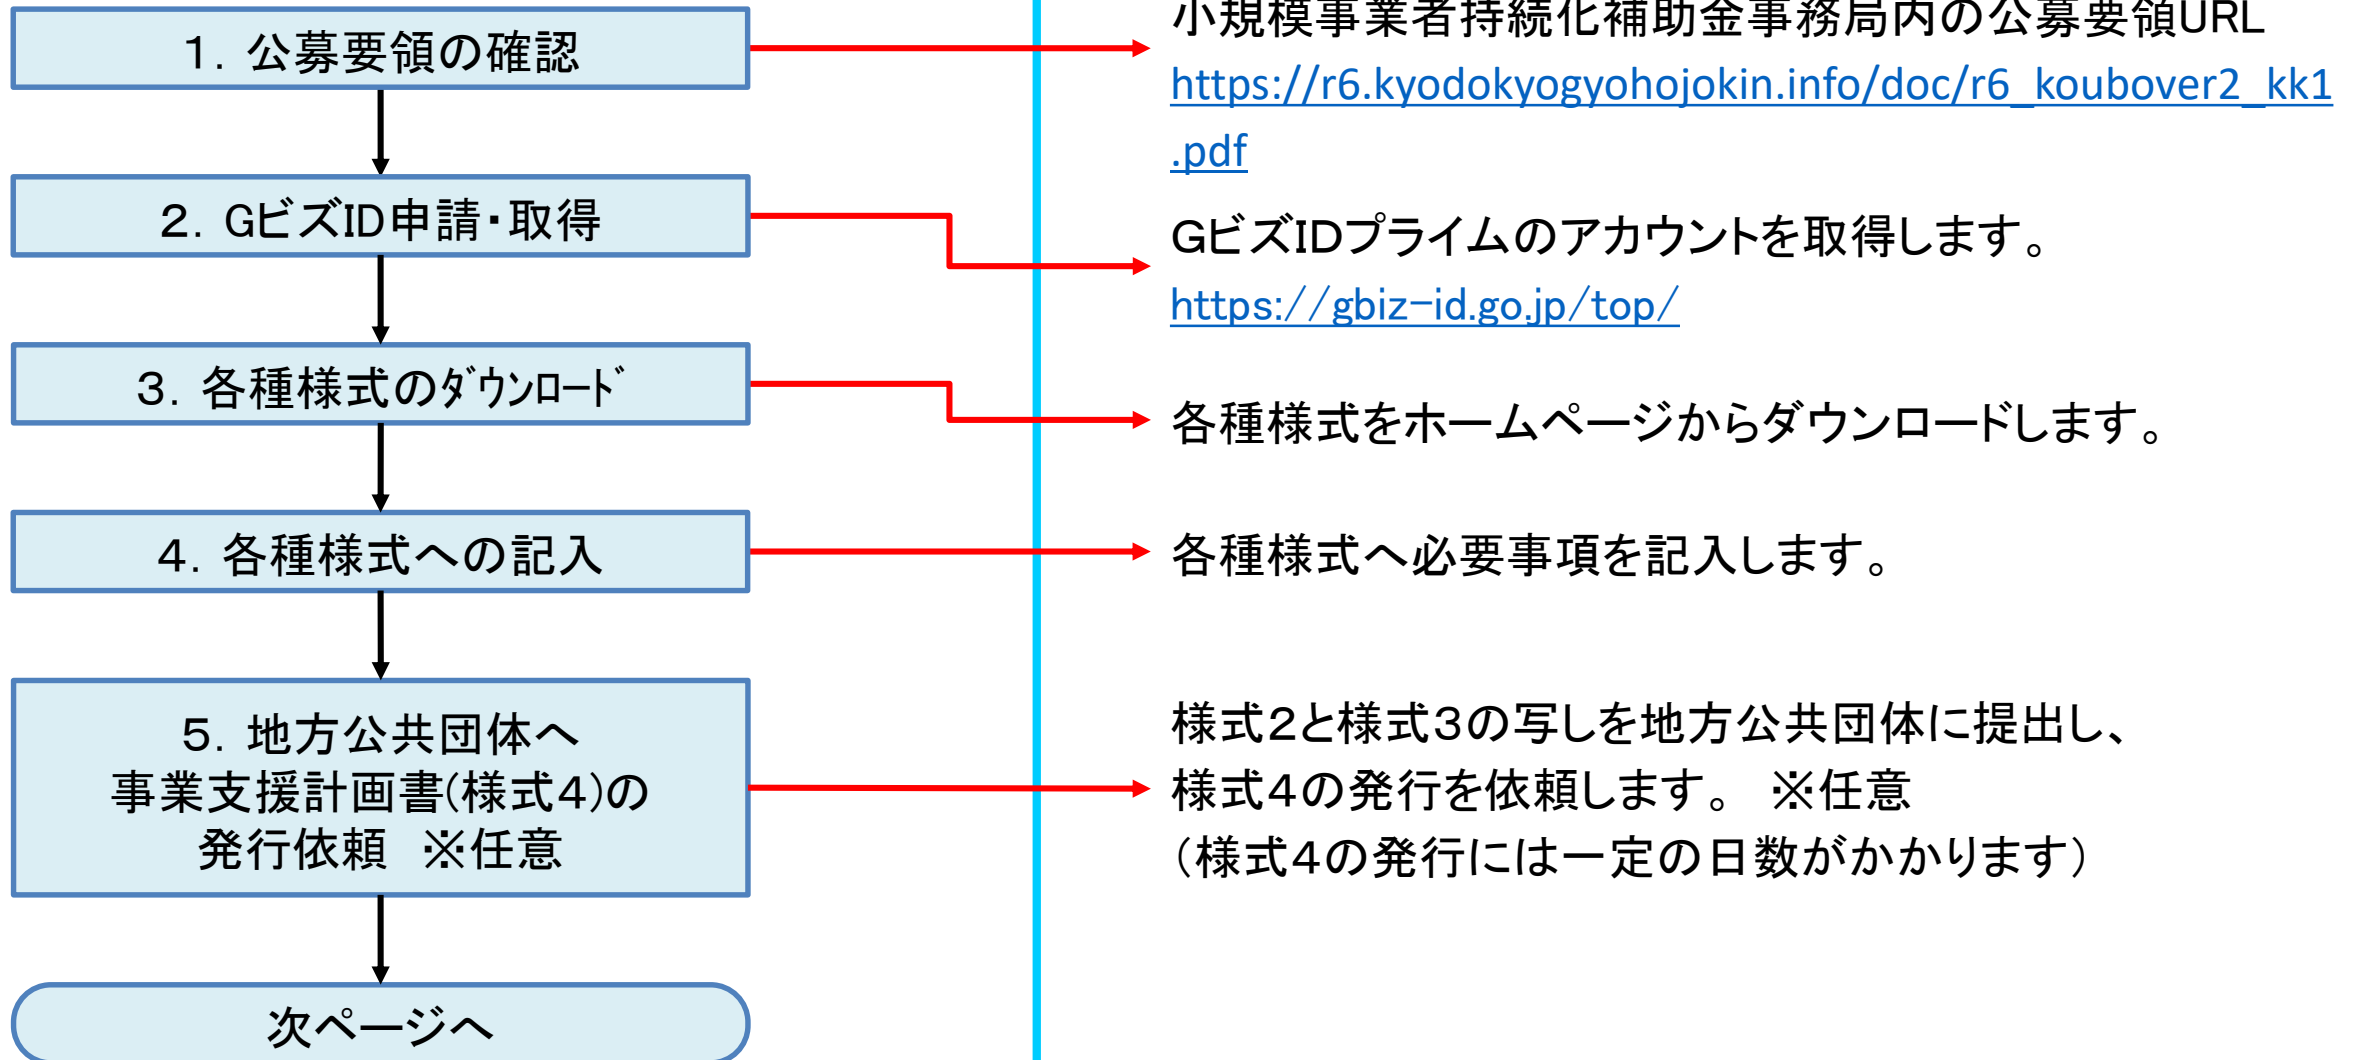 １．公募要領の確認
小規模事業者持続化補助金事務局内の公募要領URL
https://r6.kyodokyogyohojokin.info/doc/r6_koubover2_kk1
.pdf
２．GビズID申請・取得
GビズIDプライムのアカウントを取得します。
https://gbiz-id.go.jp/top/
３．各種様式のﾀﾞｳﾝﾛｰﾄﾞ
各種様式をホームページからダウンロードします。
４．各種様式への記入
各種様式へ必要事項を記入します。
５．地方公共団体へ
事業支援計画書(様式４)の
発行依頼　※任意
様式２と様式３の写しを地方公共団体に提出し、
様式４の発行を依頼します。　※任意
（様式４の発行には一定の日数がかかります）
次ページへ